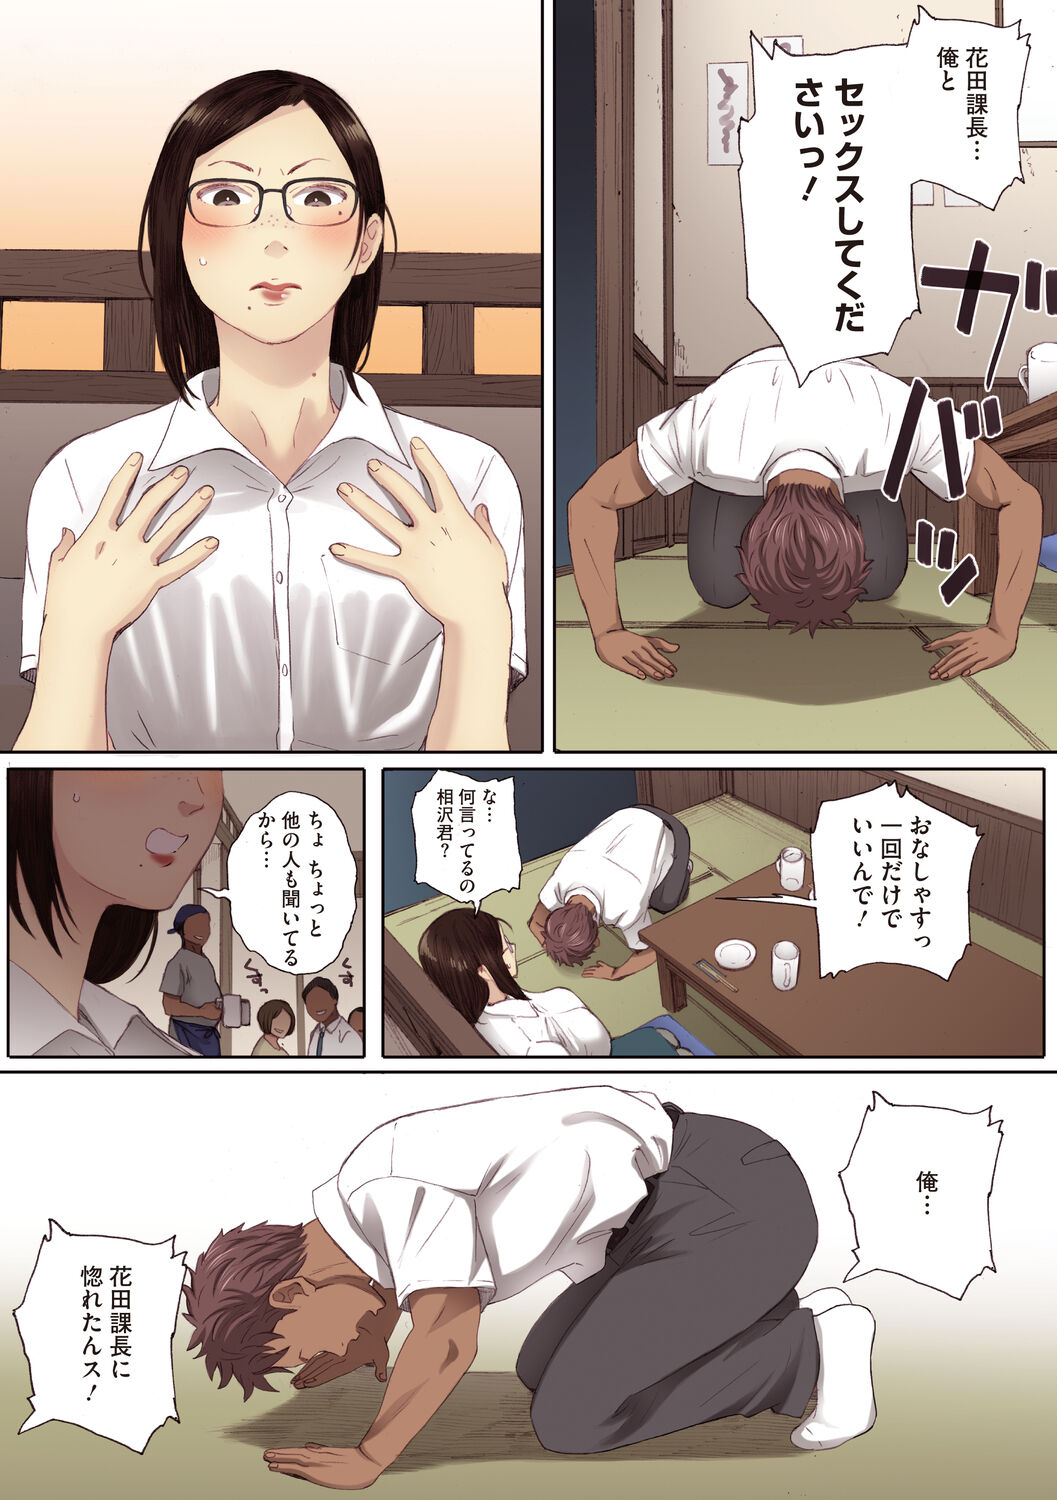 花田課長…
俺と
セックスしてくだ
さいっ！
ガバッ
おなしゃすっ
一回だけで
いいんで！
な…
何言ってるの
相沢君？
ちょ ちょっと
他の人も聞いてる
から…
くすっ
くすくす
俺…
花田課長に
惚れたんス！